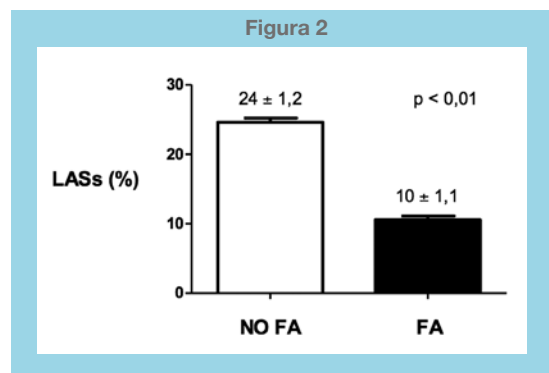 Figura 2
30
24 ± 1,2
p < 0,01
20
LASs (%)
10 ± 1,1
10
0
NO FA
FA